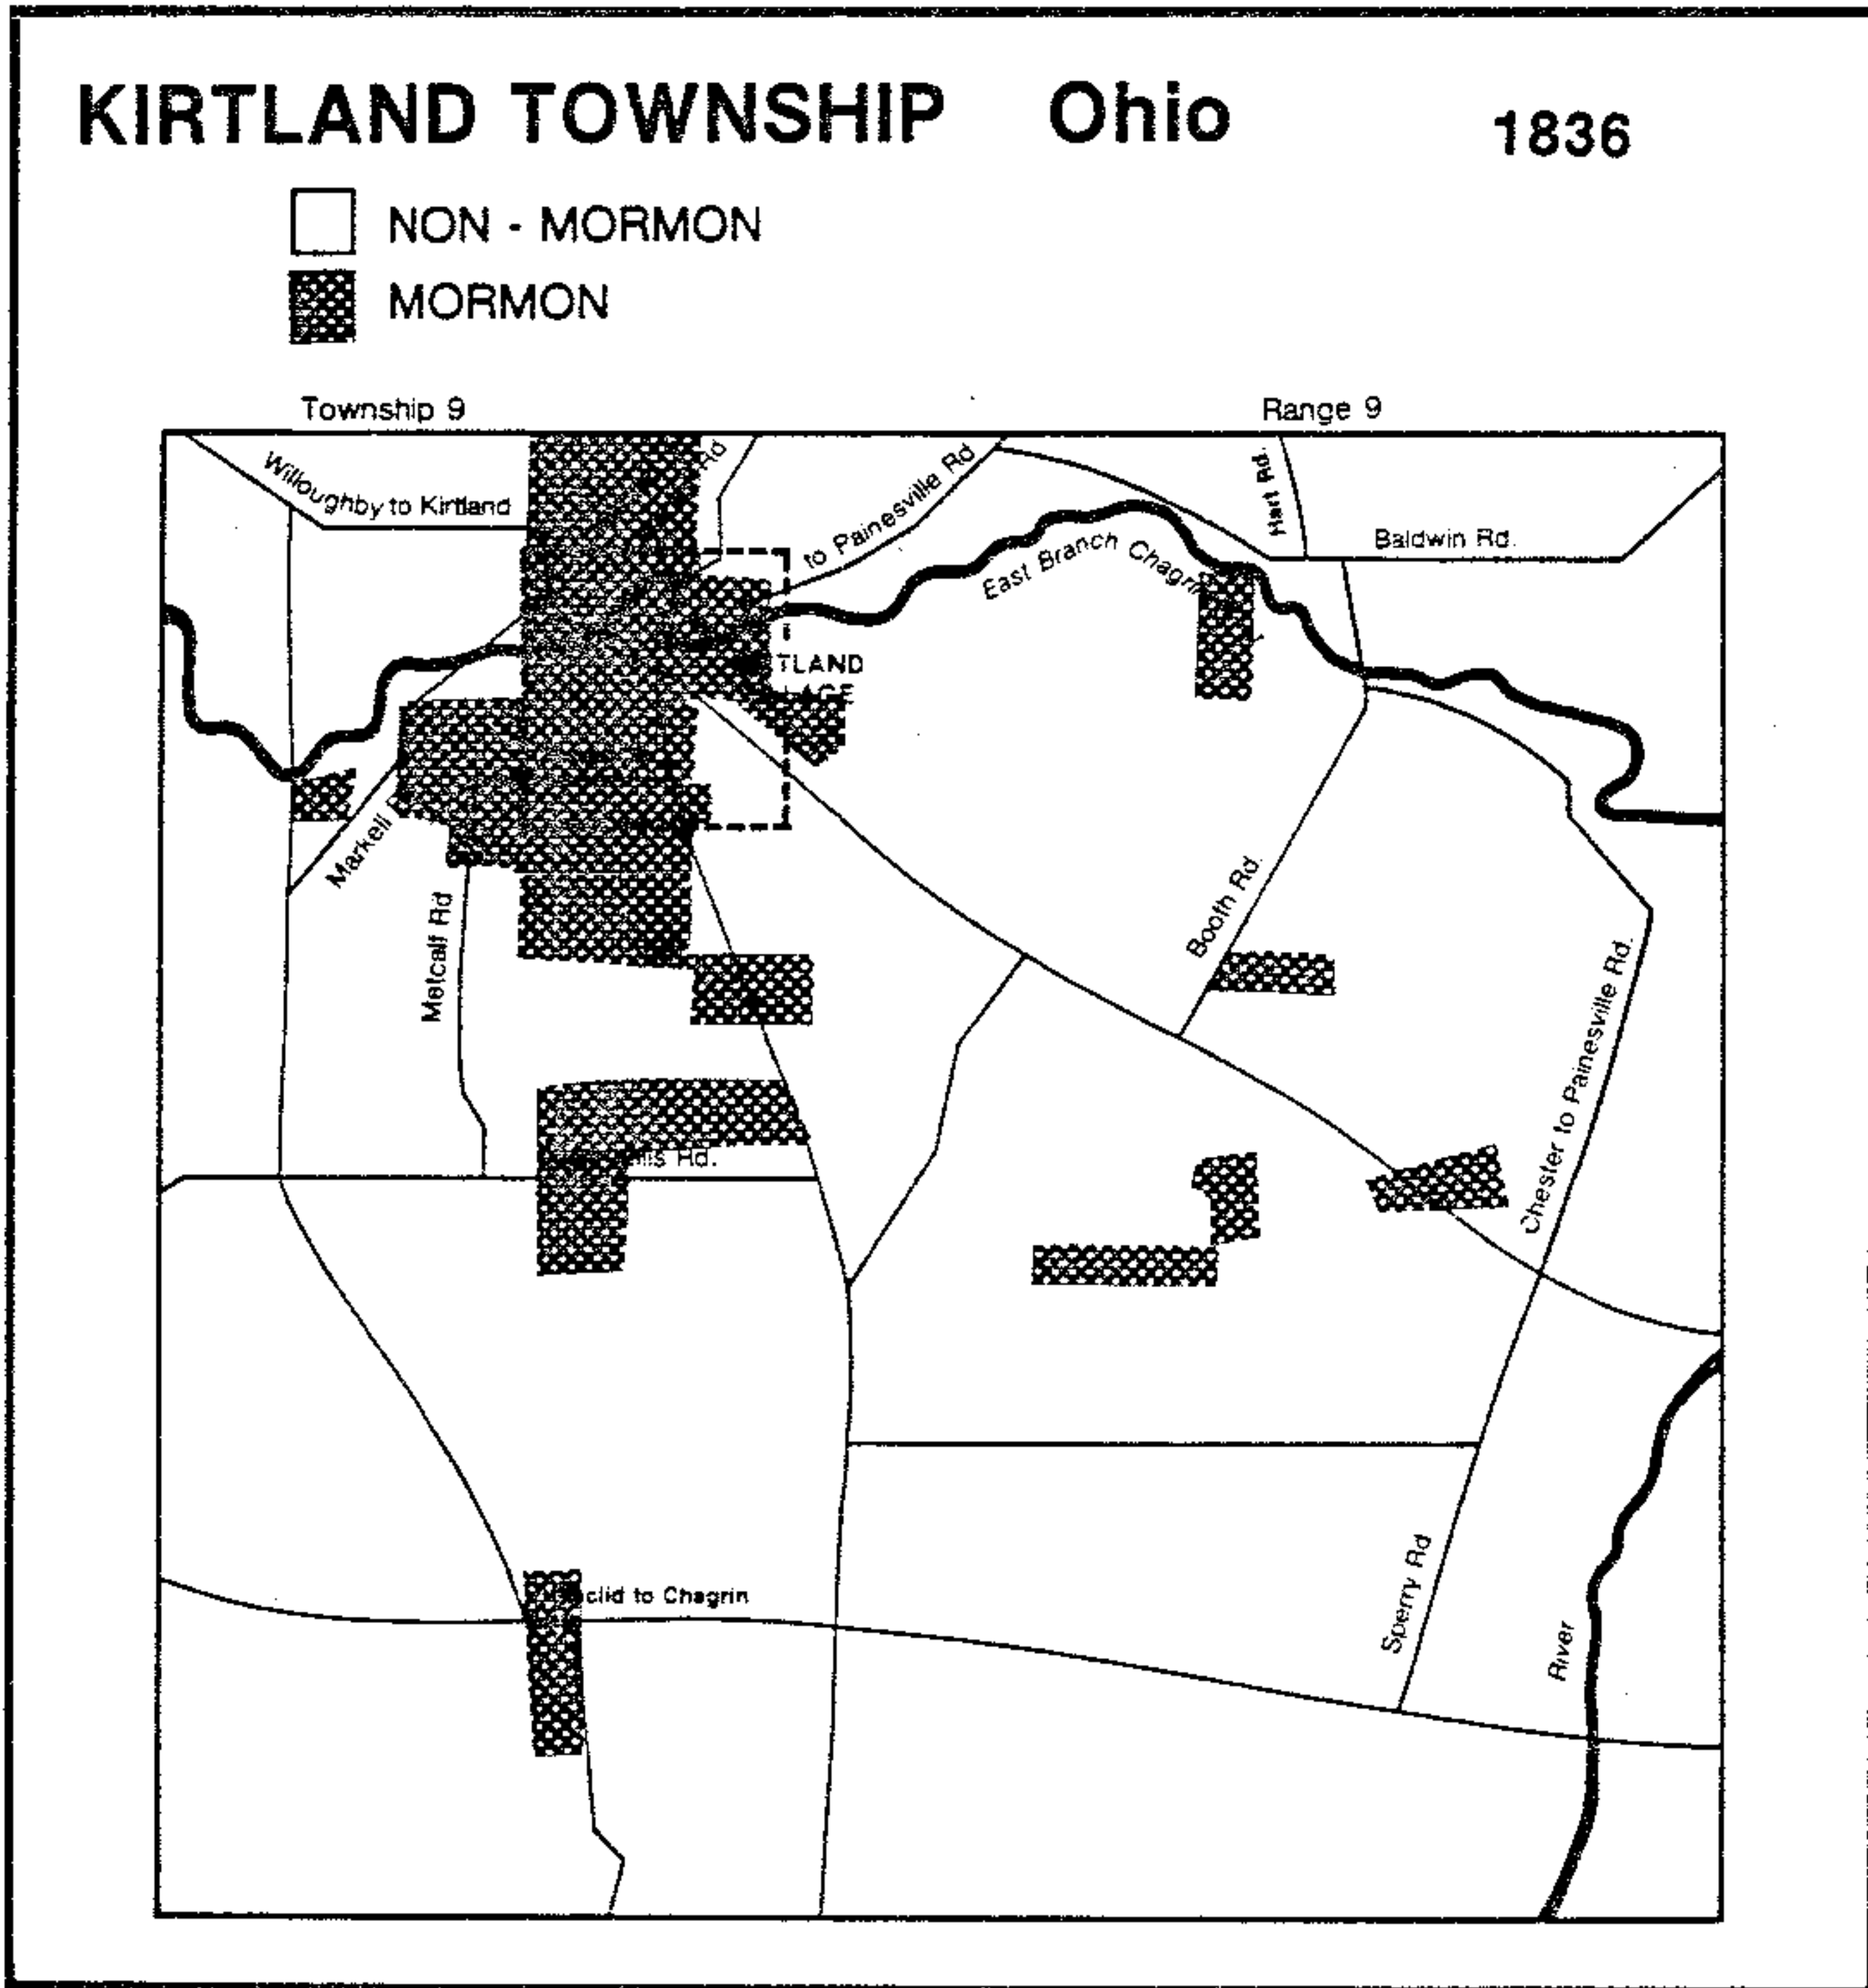 KIRTLAND TOWNSHIP Ohio 1836
NON - MORMON
MORMON
Township 9
Range 9
Willoughby to Kirtland
Rd
to Painesville Rd
Hart Rd.
Baldwin Rd.
East Branch Chagrin
TLAND
Markell
Metcalf Rd
Booth Rd.
Chester to Painesville Rd.
Rd.
clid to Chagrin
Sperry Rd
River